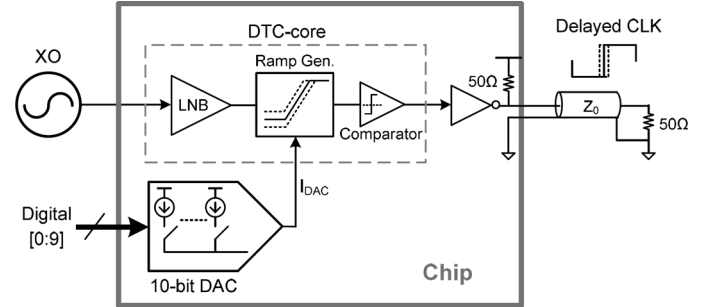 DTC-core
Delayed CLK
XO
Ramp Gen.
50Ω
LNB
Z0
50Ω
Comparator
IDAC
Digital
[0:9]
10-bit DAC
Chip